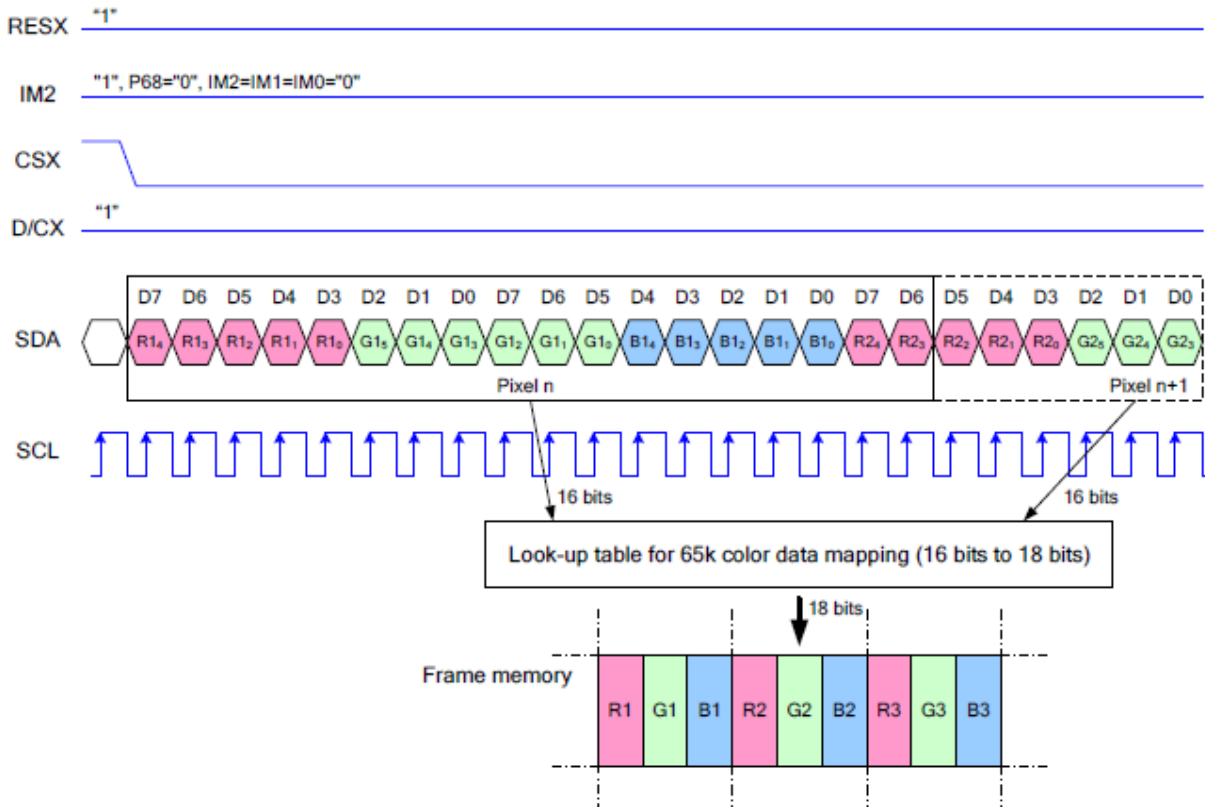 RESX “1”
IM2 "1", P68="0", IM2=IM1=IM0="0"
CSX
D/CX “1”
D7 D6 D5 D4 D3 D2 D1 D0 D7 D6 D5 D4 D3 D2 D1 D0 D7 D6 D5 D4 D3 D2 D1 D0
SDA R1₄ R1₃ R1₂ R1₁ R1₀ G1₅ G1₄ G1₃ G1₂ G1₁ G1₀ B1₄ B1₃ B1₂ B1₁ B1₀ R2₄ R2₃ R2₂ R2₁ R2₀ G2₅ G2₄ G2₃
Pixel n Pixel n+1
SCL
16 bits 16 bits
Look-up table for 65k color data mapping (16 bits to 18 bits)
18 bits
Frame memory
R1 G1 B1 R2 G2 B2 R3 G3 B3